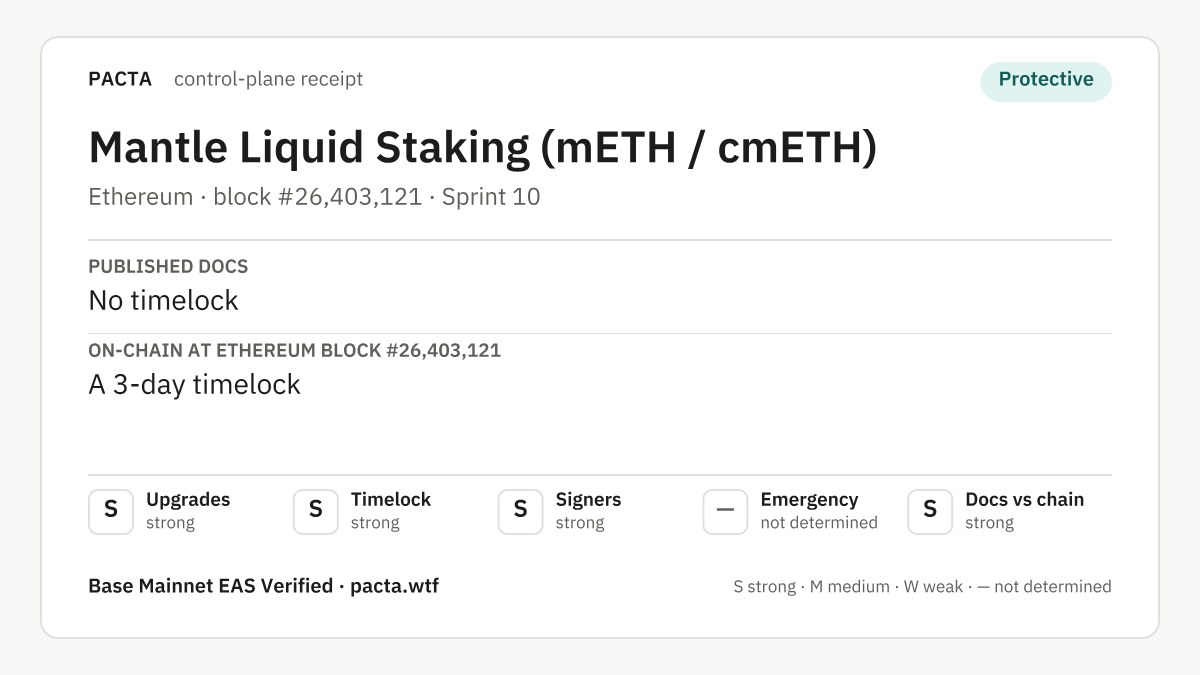 PACTA control-plane receipt
Protective
Mantle Liquid Staking (mETH / cmETH)
Ethereum · block #26,403,121 · Sprint 10
PUBLISHED DOCS
No timelock
ON-CHAIN AT ETHEREUM BLOCK #26,403,121
A 3-day timelock
S Upgrades
strong
S Timelock
strong
S Signers
strong
— Emergency
not determined
S Docs vs chain
strong
Base Mainnet EAS Verified · pacta.wtf
S strong · M medium · W weak · — not determined